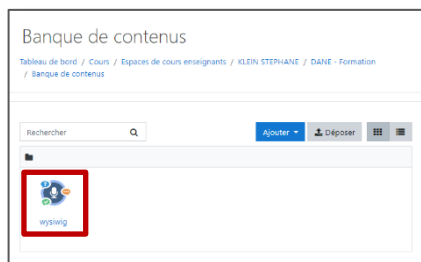 Banque de contenus
Tableau de bord / Cours / Espaces de cours enseignants / KLEIN STEPHANE / DANE - Formation
/ Banque de contenus
Rechercher
Ajouter
Déposer
wysiwig